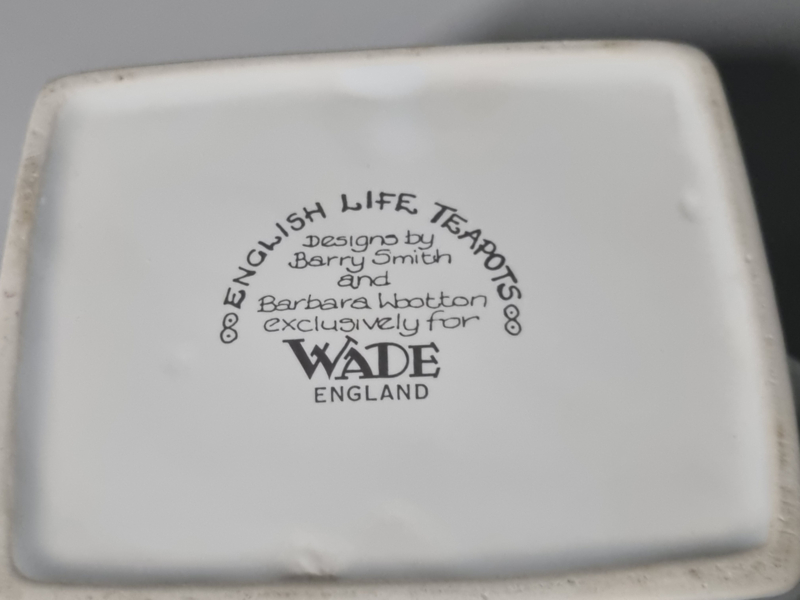 ENGLISH LIFE TEAPOTS
Designs by
Barry Smith
and
Barbara Wootton
exclusively for
WADE
ENGLAND